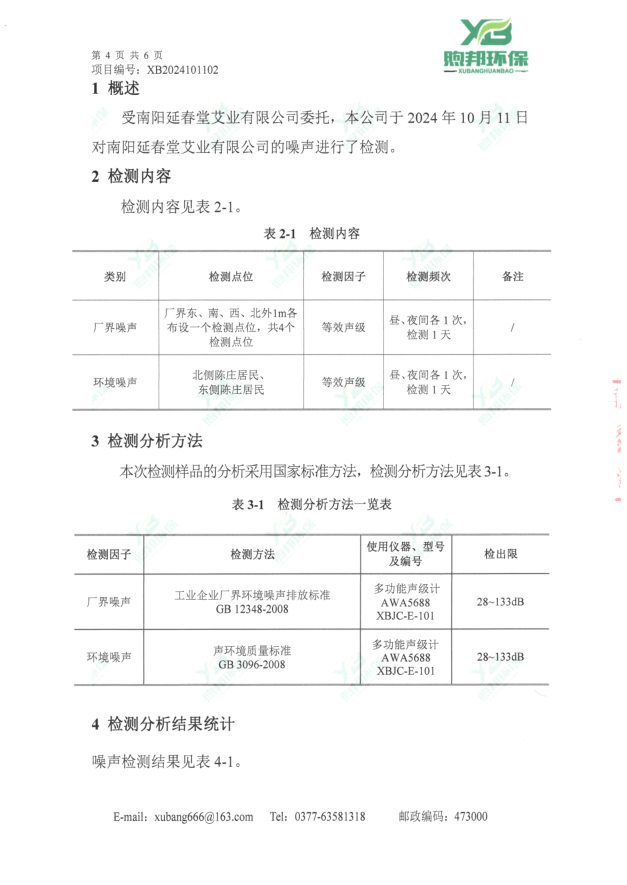 第 4 页 共 6 页
项目编号：XB2024101102
XB
煦邦环保
XUBANGHUANBAO
1 概述
受南阳延春堂艾业有限公司委托，本公司于 2024 年 10 月 11 日
对南阳延春堂艾业有限公司的噪声进行了检测。
2 检测内容
检测内容见表 2-1。
表 2-1 检测内容
类别 检测点位 检测因子 检测频次 备注
厂界噪声 厂界东、南、西、北外1m各布设一个检测点位，共4个检测点位 等效声级 昼、夜间各 1 次，检测 1 天 /
环境噪声 北侧陈庄居民、东侧陈庄居民 等效声级 昼、夜间各 1 次，检测 1 天 /
3 检测分析方法
本次检测样品的分析采用国家标准方法，检测分析方法见表 3-1。
表 3-1 检测分析方法一览表
检测因子 检测方法 使用仪器、型号及编号 检出限
厂界噪声 工业企业厂界环境噪声排放标准 GB 12348-2008 多功能声级计 AWA5688 XBJC-E-101 28~133dB
环境噪声 声环境质量标准 GB 3096-2008 多功能声级计 AWA5688 XBJC-E-101 28~133dB
4 检测分析结果统计
噪声检测结果见表 4-1。
E-mail：xubang666@163.com Tel：0377-63581318 邮政编码：473000